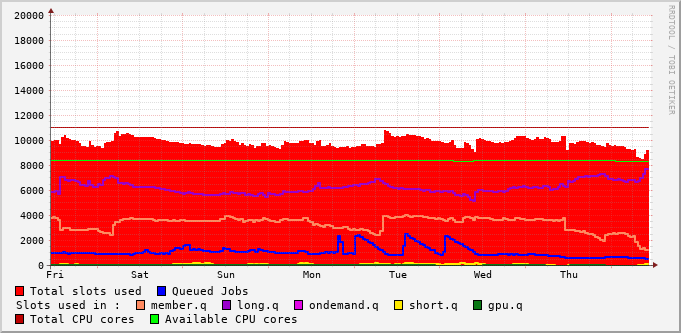 20000
18000
16000
14000
12000
10000
8000
6000
4000
2000
0
Fri Sat Sun Mon Tue Wed Thu
Total slots used Queued Jobs
Slots used in : member.q long.q ondemand.q short.q gpu.q
Total CPU cores Available CPU cores
RRDTOOL / TOBI OETIKER